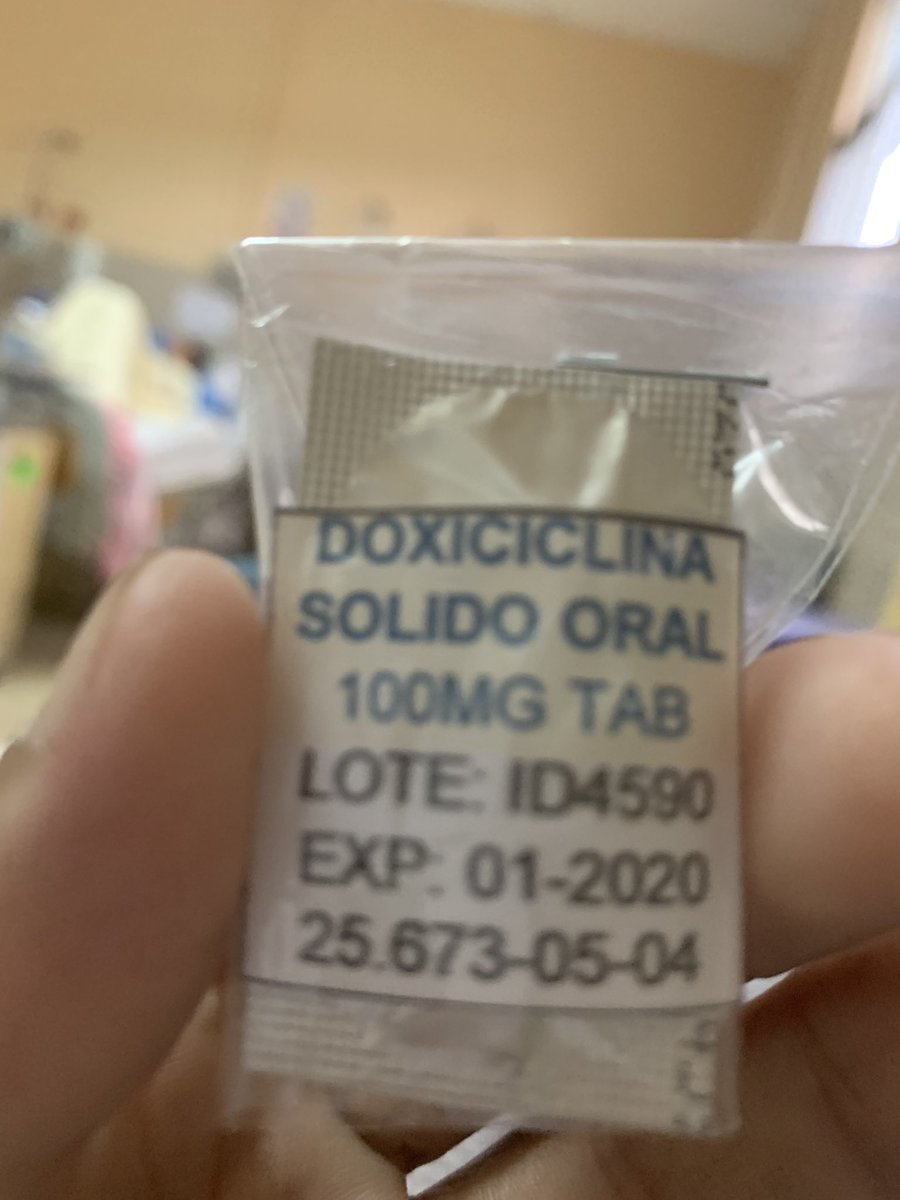 DOXICICLINA
SOLIDO ORAL
100MG TAB
LOTE: ID4590
EXP: 01-2020
25.673-05-04